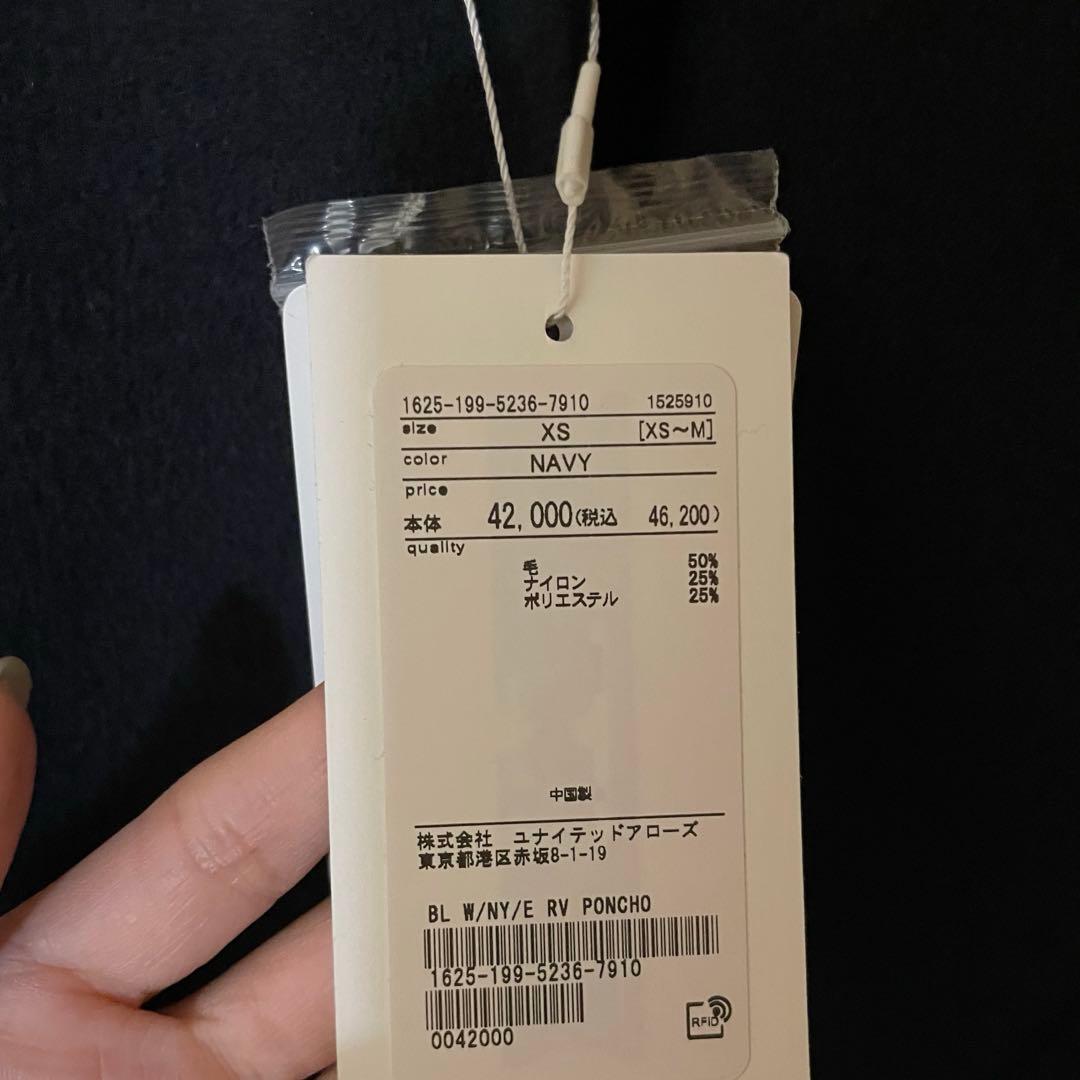 1625-199-5236-7910 1525910
size XS [XS~M]
color NAVY
price
本体 42,000(税込 46,200)
quality
毛 50%
ナイロン 25%
ポリエステル 25%
中国製
株式会社 ユナイテッドアローズ
東京都港区赤坂8-1-19
BL W/NY/E RV PONCHO
1625-199-5236-7910
0042000
RFID